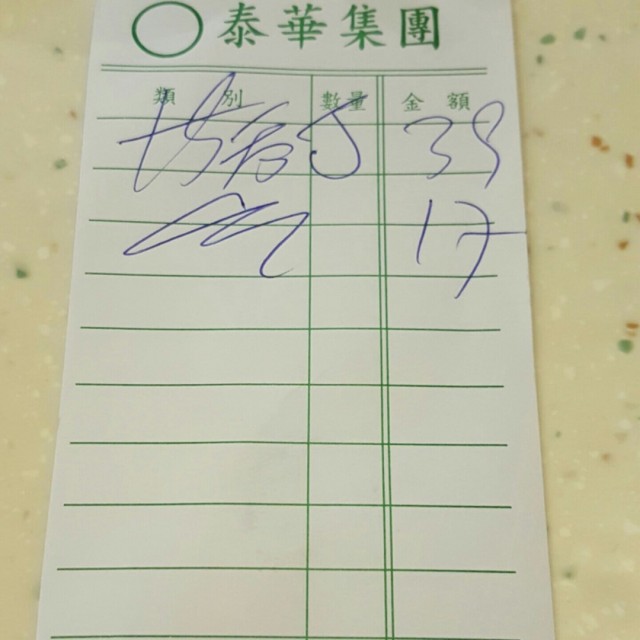 泰華集團
類別 數量 金額
39
17